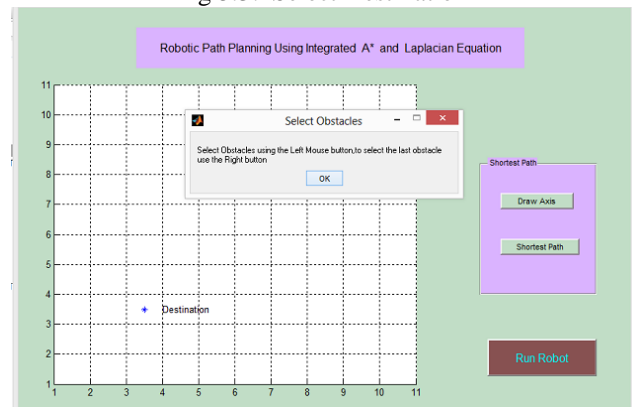 Robotic Path Planning Using Integrated A* and Laplacian Equation
11
10
9
8
7
6
5
4
3
2
1
1 2 3 4 5 6 7 8 9 10 11
Select Obstacles
Select Obstacles using the Left Mouse button,to select the last obstacle
use the Right button
OK
Destination
Shortest Path
Draw Axis
Shortest Path
Run Robot